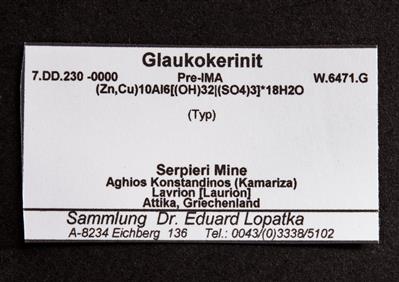 Glaukokerinit
7.DD.230 -0000 Pre-IMA W.6471.G
(Zn,Cu)10Al6[(OH)32|(SO4)3]*18H2O
(Typ)
Serpieri Mine
Aghios Konstandinos (Kamariza)
Lavrion [Laurion]
Attika, Griechenland
Sammlung Dr. Eduard Lopatka
A-8234 Eichberg 136 Tel.: 0043/(0)3338/5102